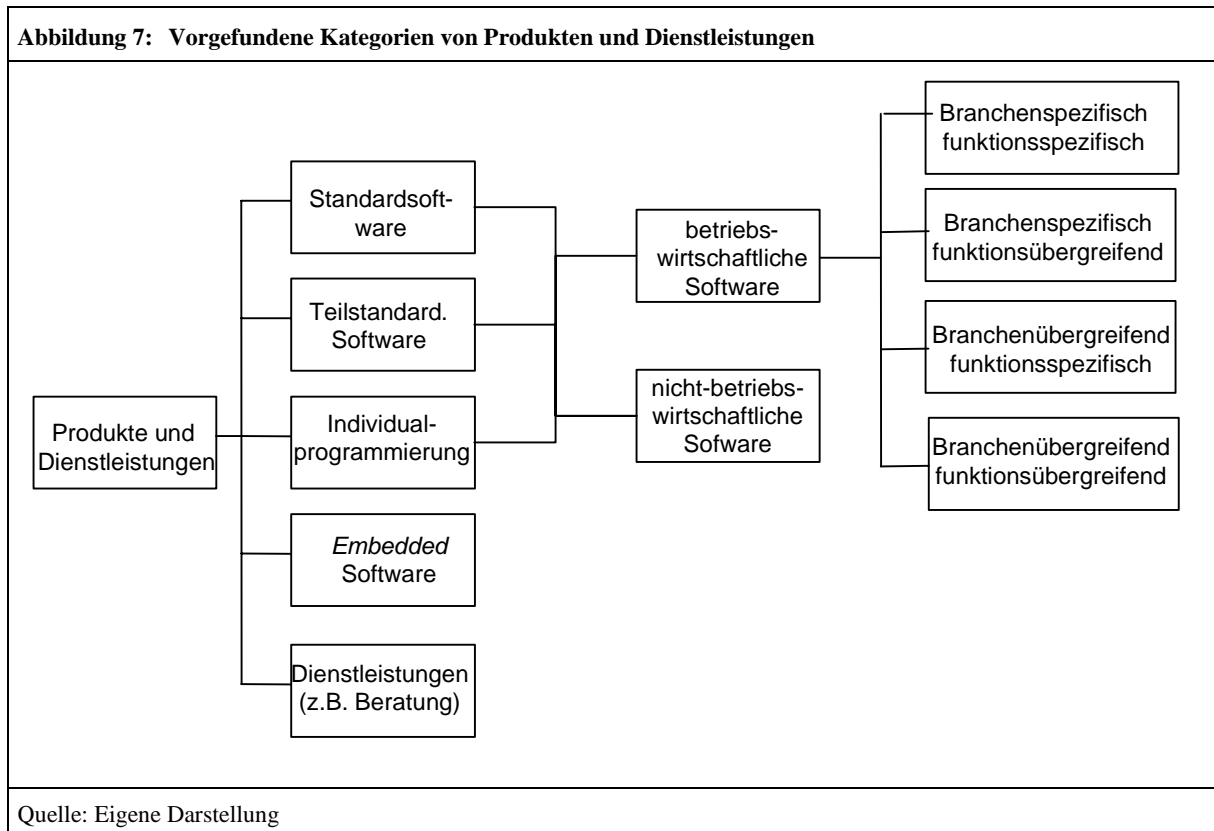 Abbildung 7: Vorgefundene Kategorien von Produkten und Dienstleistungen
Produkte und
Dienstleistungen
Standardsoft-
ware
Teilstandard.
Software
Individual-
programmierung
Embedded
Software
Dienstleistungen
(z.B. Beratung)
betriebs-
wirtschaftliche
Software
nicht-betriebs-
wirtschaftliche
Sofware
Branchenspezifisch
funktionsspezifisch
Branchenspezifisch
funktionsübergreifend
Branchenübergreifend
funktionsspezifisch
Branchenübergreifend
funktionsübergreifend
Quelle: Eigene Darstellung